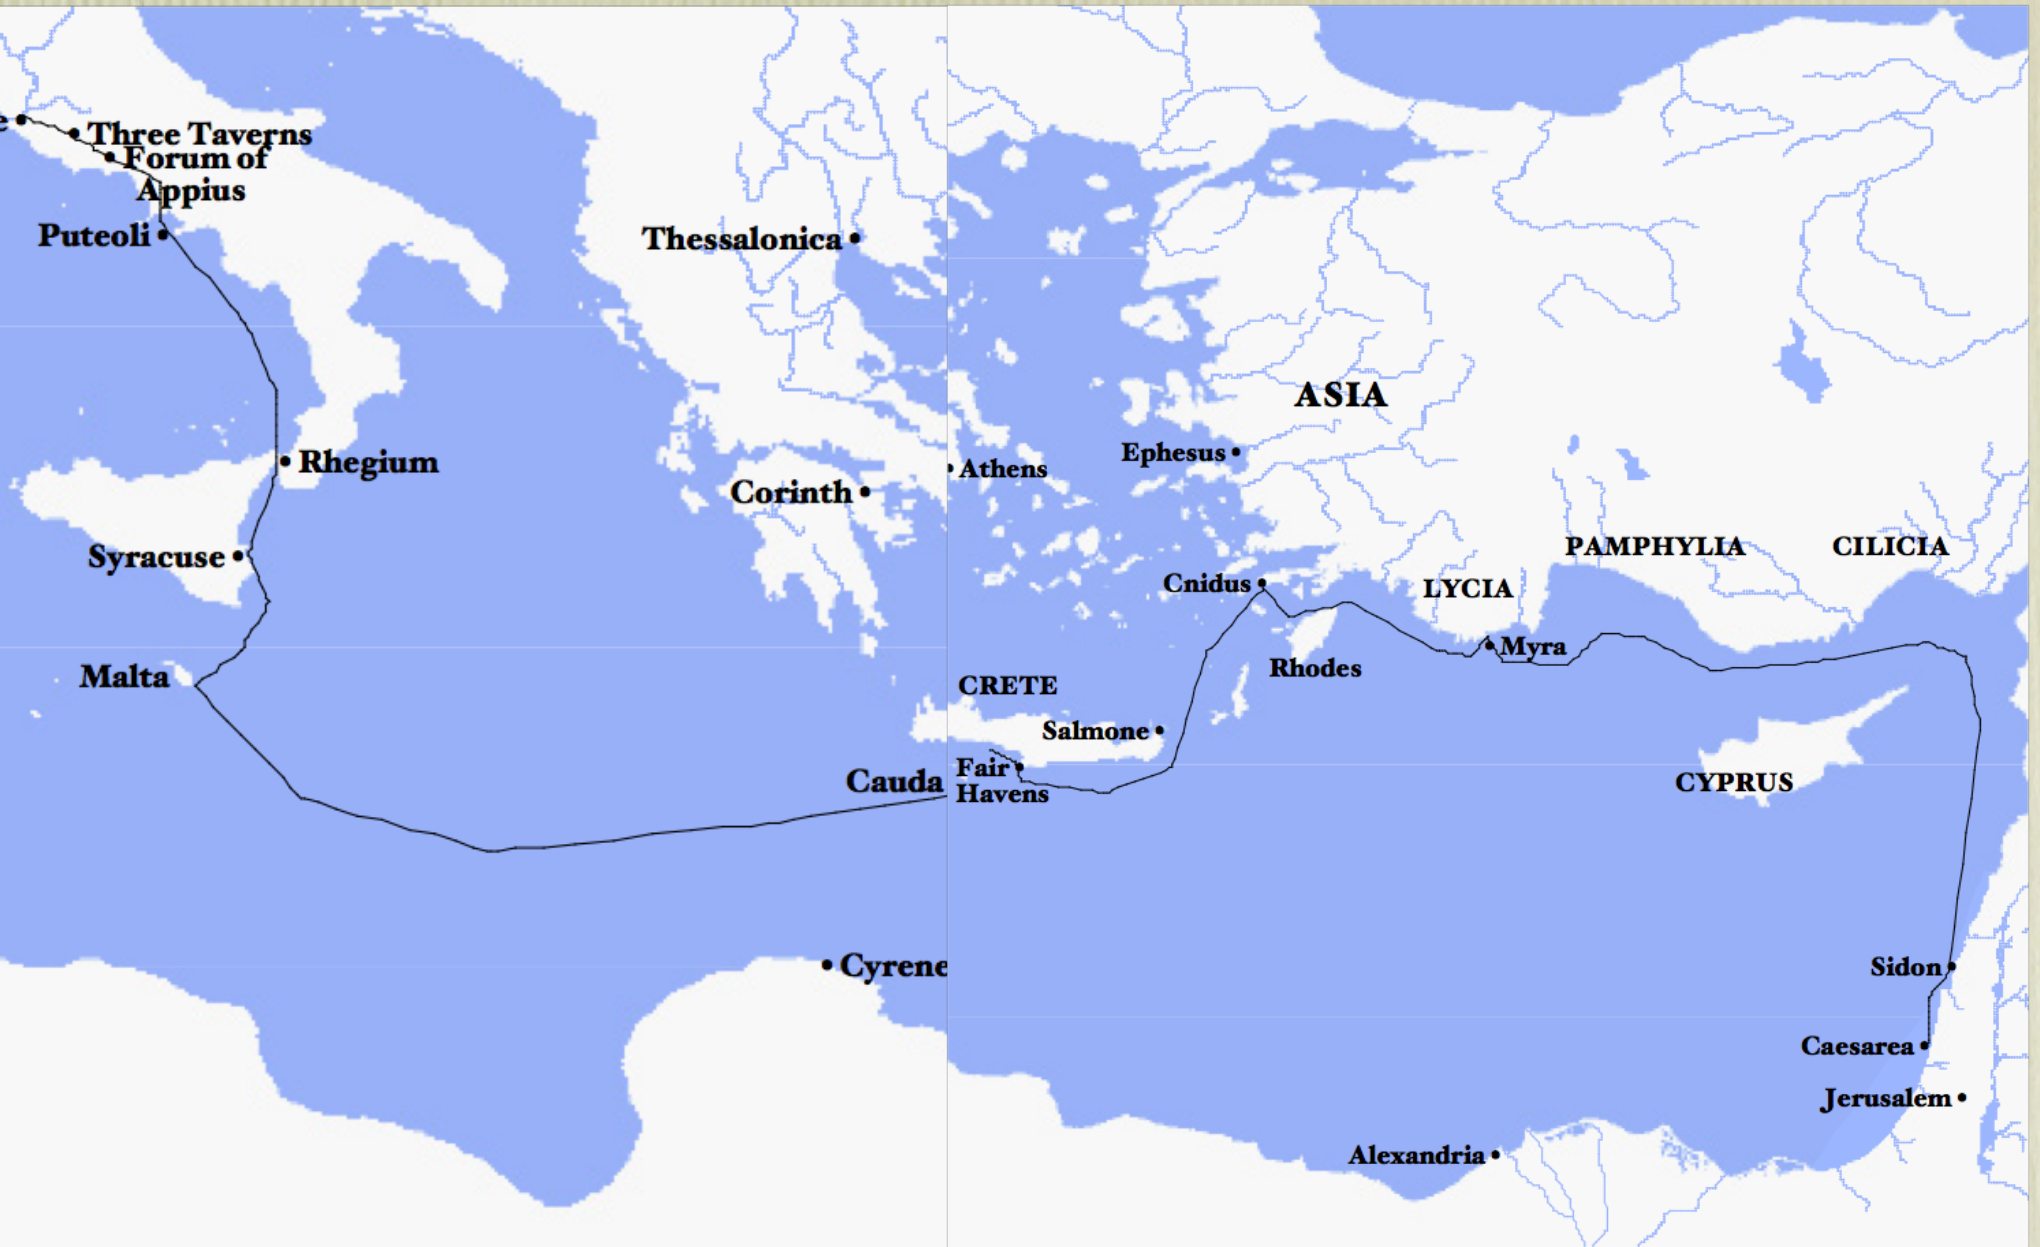 Three Taverns
Forum of
Appius
Puteoli
Thessalonica
Rhegium
Corinth
Syracuse
Malta
Cauda
Cyrene
ASIA
Ephesus
Athens
PAMPHYLIA
CILICIA
Cnidus
LYCIA
Myra
Rhodes
CRETE
Salmone
Fair
Havens
CYPRUS
Sidon
Caesarea
Jerusalem
Alexandria